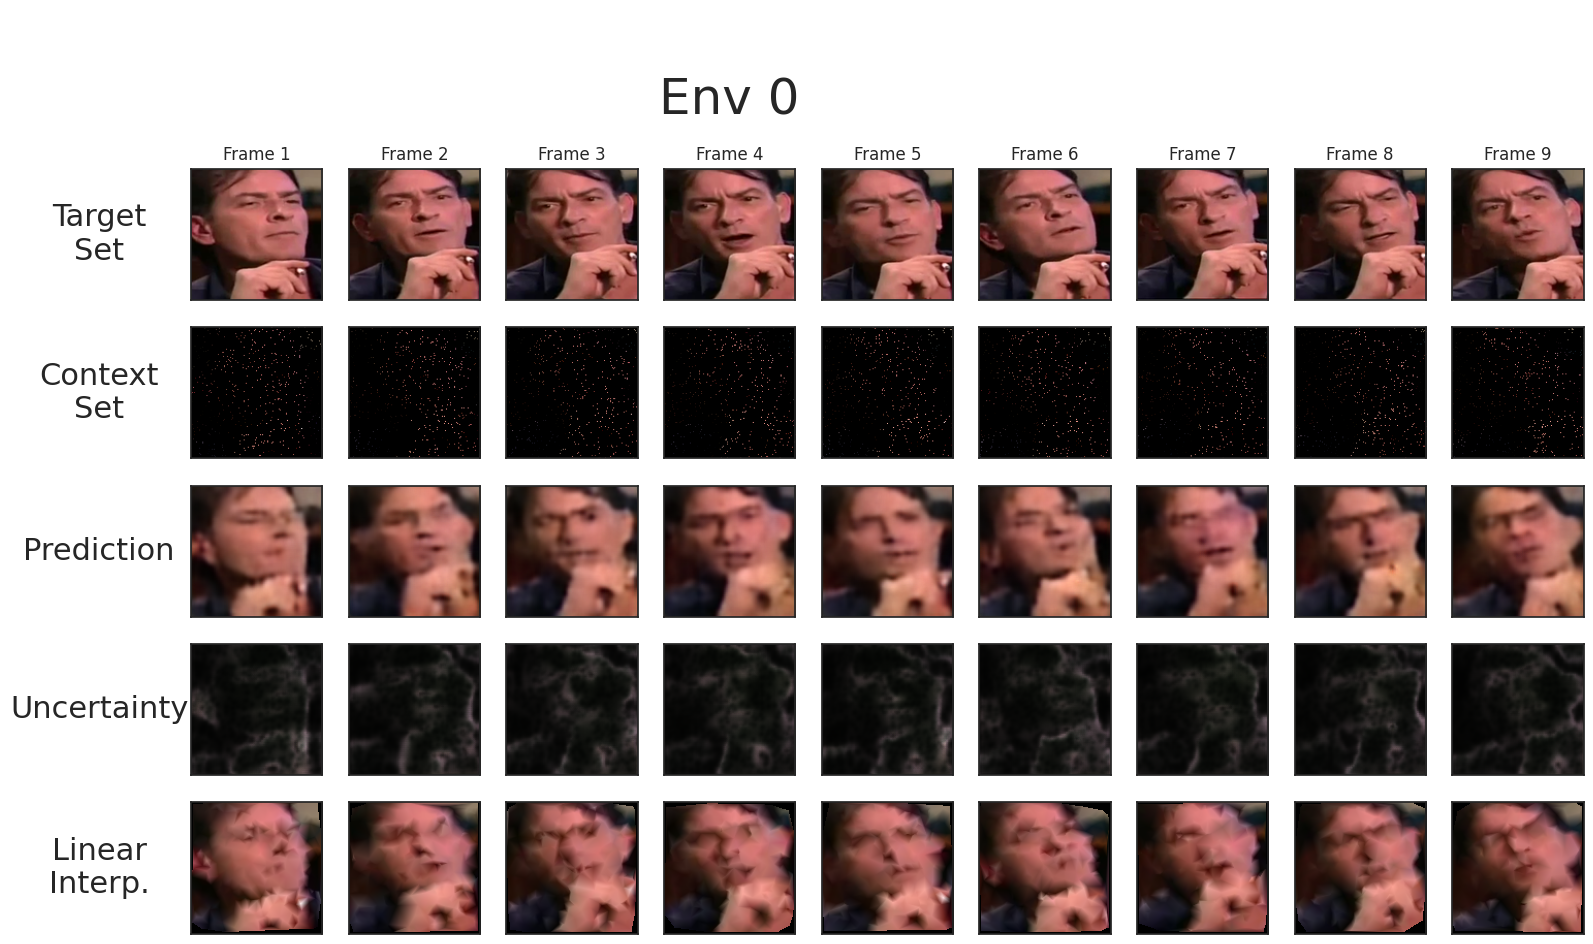 Env 0
Frame 1 Frame 2 Frame 3 Frame 4 Frame 5 Frame 6 Frame 7 Frame 8 Frame 9
Target
Set
Context
Set
Prediction
Uncertainty
Linear
Interp.